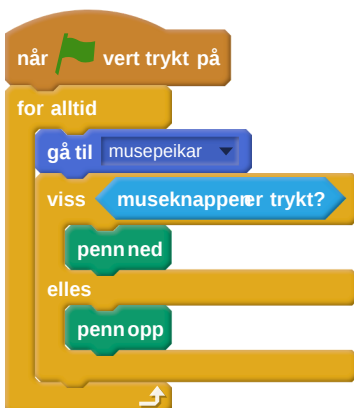 når vert trykt på
for alltid
gå til musepeikar
viss museknappen er trykt?
penn ned
elles
penn opp